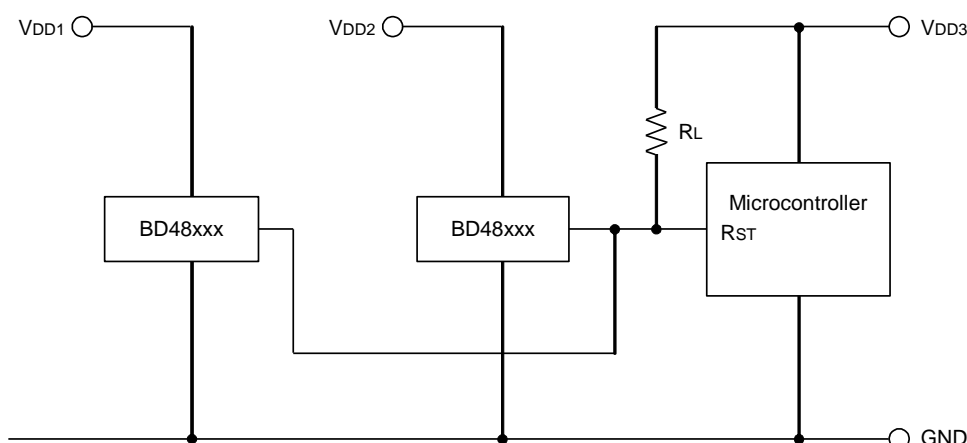 VDD1
VDD2
VDD3
RL
BD48xxx
BD48xxx
Microcontroller
RST
GND